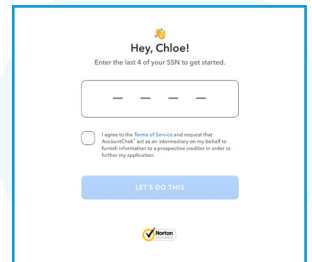 Hey, Chloe!
Enter the last 4 of your SSN to get started.
I agree to the Terms of Service and request that
AccountChek® act as an intermediary on my behalf to
furnish information to a prospective creditor in order to
further my application.
LET'S DO THIS
Norton
SECURED